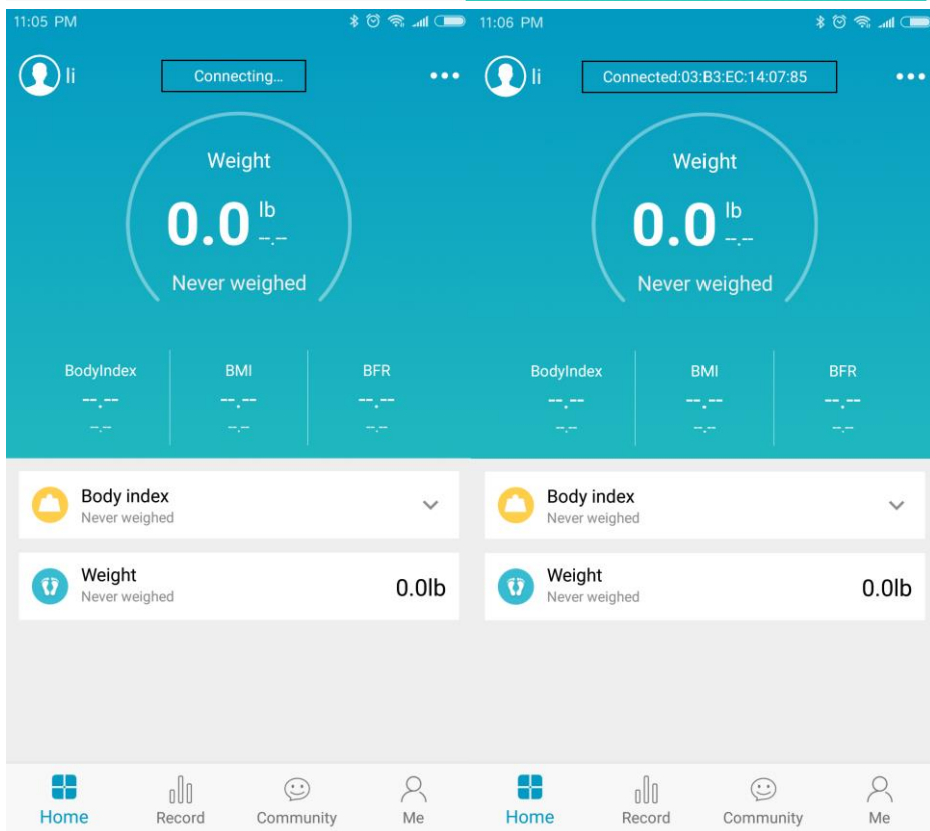 11:05 PM
li
Connecting...
Weight
0.0 lb
--.--
Never weighed
BodyIndex BMI BFR
--.-- --.-- --.--
--.-- --.-- --.--
Body index
Never weighed
Weight
Never weighed
0.0lb
Home Record Community Me
11:06 PM
li
Connected:03:B3:EC:14:07:85
Weight
0.0 lb
--.--
Never weighed
BodyIndex BMI BFR
--.-- --.-- --.--
--.-- --.-- --.--
Body index
Never weighed
Weight
Never weighed
0.0lb
Home Record Community Me